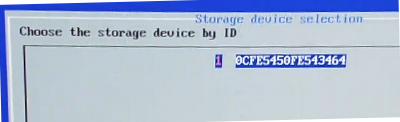 Storage device selection
Choose the storage device by ID
1 0CFE5450FE543464